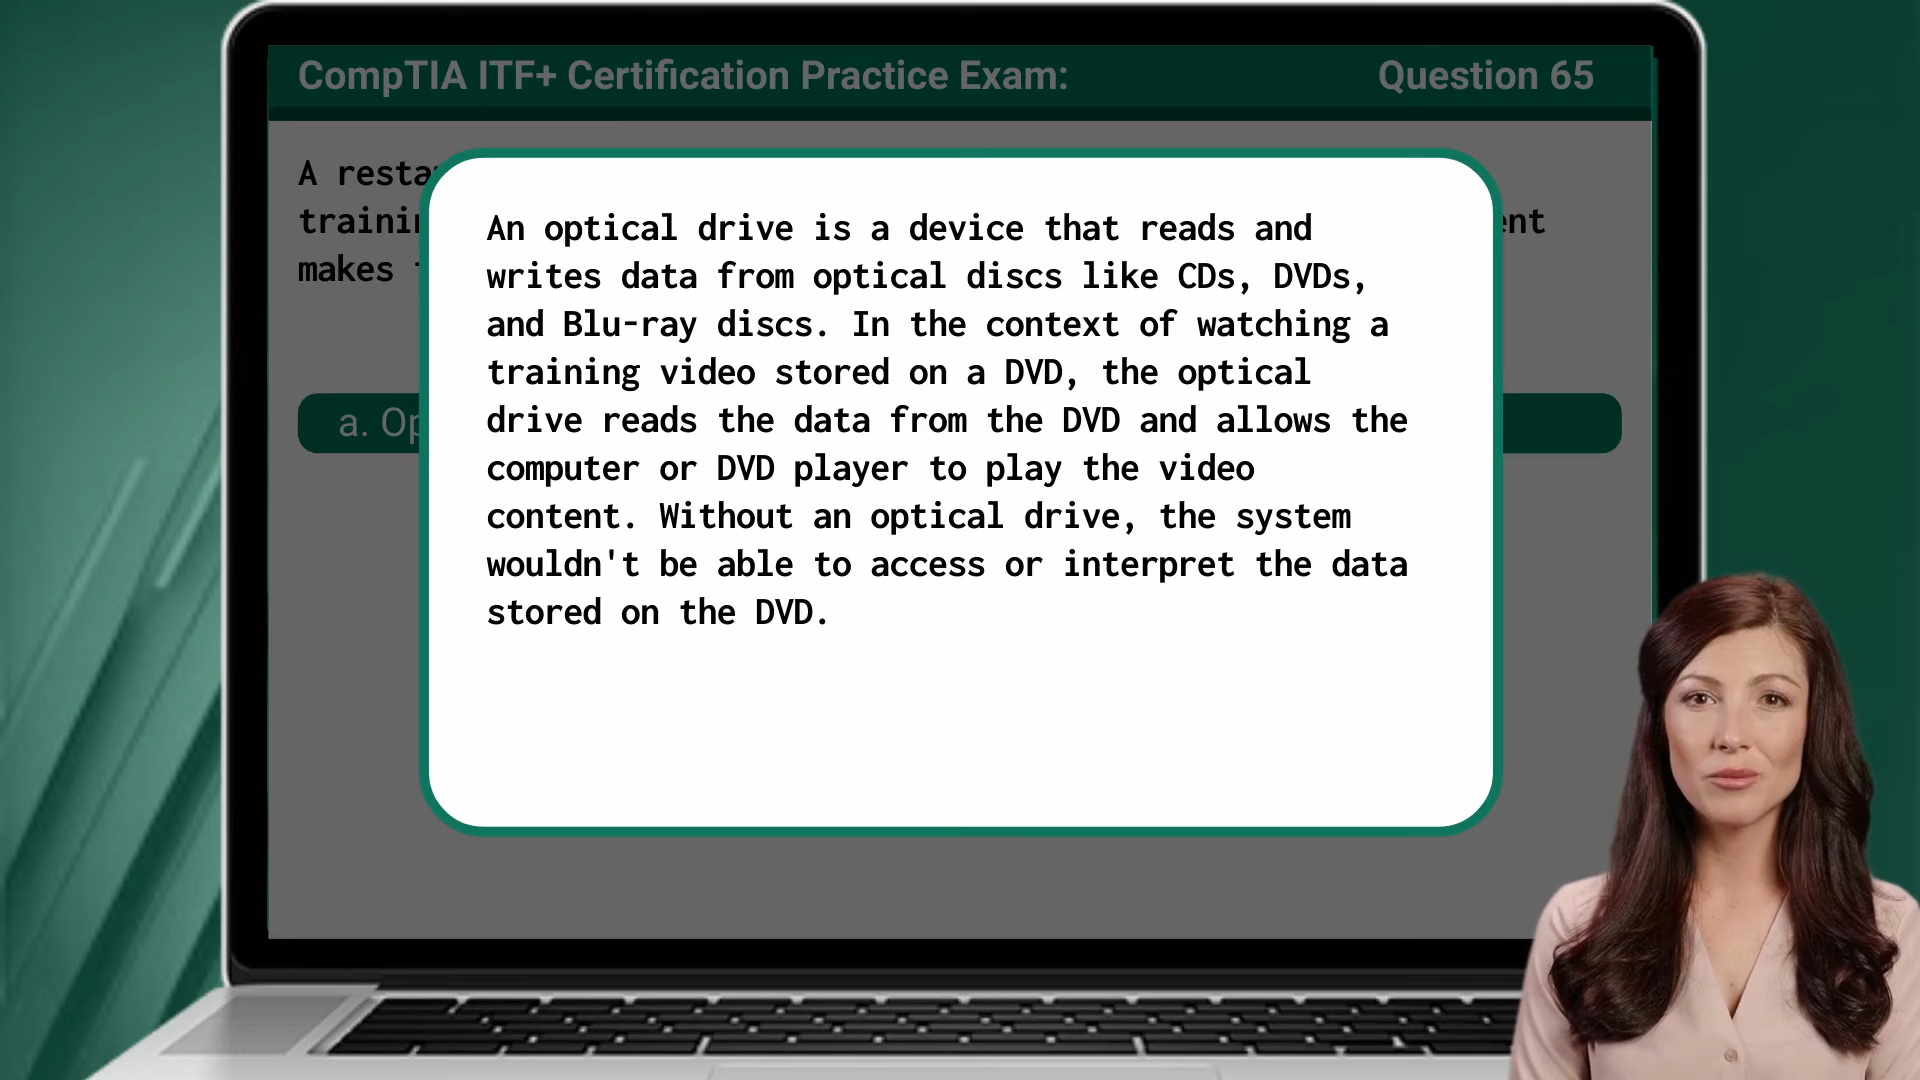 CompTIA ITF+ Certification Practice Exam: Question 65
A
makes
a.
An optical drive is a device that reads and
writes data from optical discs like CDs, DVDs,
and Blu-ray discs. In the context of watching a
training video stored on a DVD, the optical
drive reads the data from the DVD and allows the
computer or DVD player to play the video
content. Without an optical drive, the system
wouldn't be able to access or interpret the data
stored on the DVD.